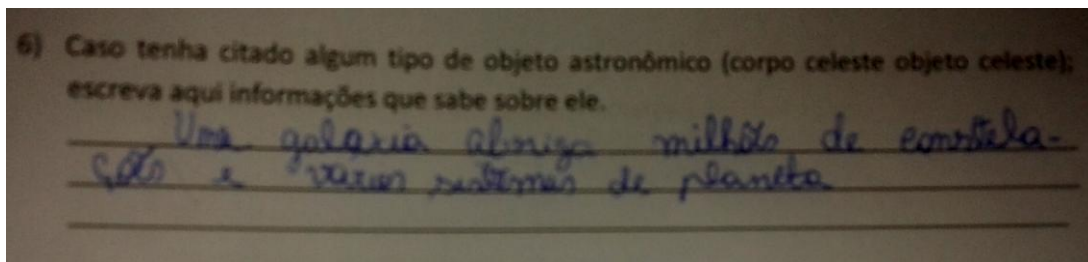 6) Caso tenha citado algum tipo de objeto astronômico (corpo celeste objeto celeste);
escreva aqui informações que sabe sobre ele.
Uma galaxia abriga milhões de constela-
ções e varios sistemas de planeta